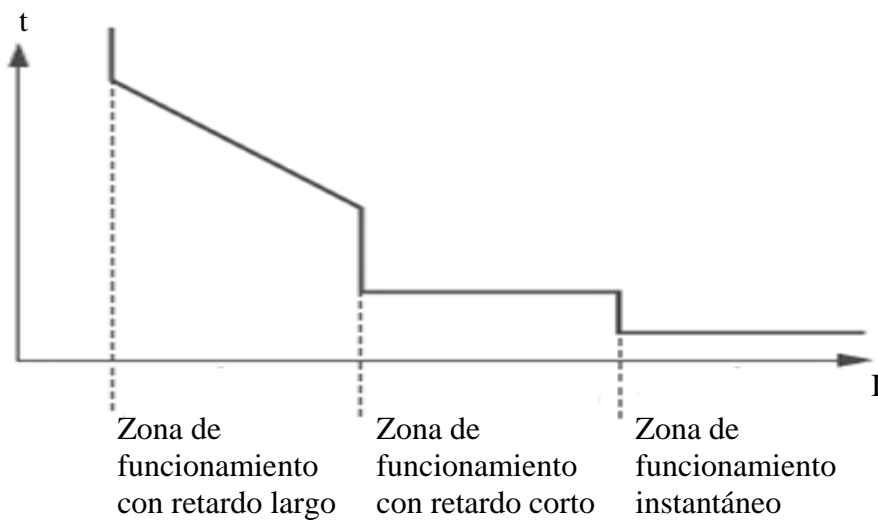 t
I
Zona de
funcionamiento
con retardo largo
Zona de
funcionamiento
con retardo corto
Zona de
funcionamiento
instantáneo